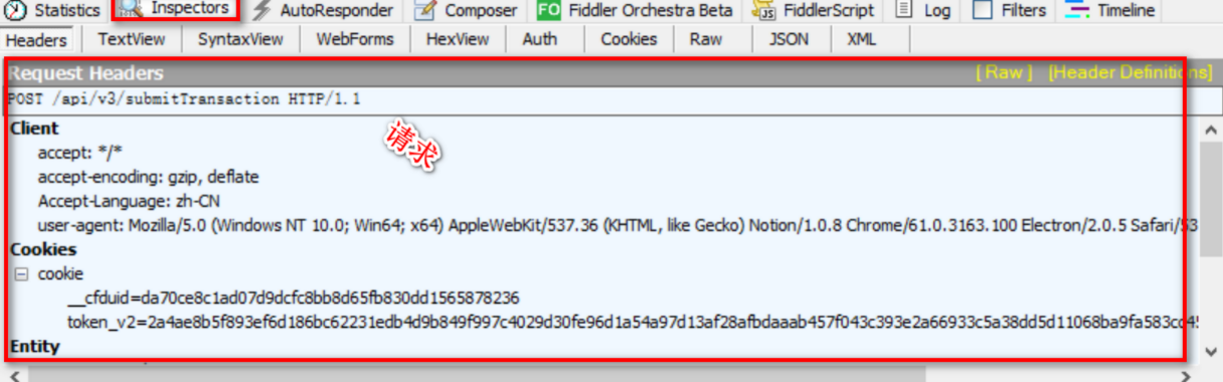 Statistics Inspectors AutoResponder Composer FO Fiddler Orchestra Beta FiddlerScript Log Filters Timeline
Headers TextView SyntaxView WebForms HexView Auth Cookies Raw JSON XML
Request Headers [ Raw ] [Header Definitions]
POST /api/v3/submitTransaction HTTP/1.1
请求
Client
accept: */*
accept-encoding: gzip, deflate
Accept-Language: zh-CN
user-agent: Mozilla/5.0 (Windows NT 10.0; Win64; x64) AppleWebKit/537.36 (KHTML, like Gecko) Notion/1.0.8 Chrome/61.0.3163.100 Electron/2.0.5 Safari/53
Cookies
cookie
__cfduid=da70ce8c1ad07d9dcfc8bb8d65fb830dd1565878236
token_v2=2a4ae8b5f893ef6d186bc62231edb4d9b849f997c4029d30fe96d1a54a97d13af28afbdaaab457f043c393e2a66933c5a38dd5d11068ba9fa583cc45
Entity